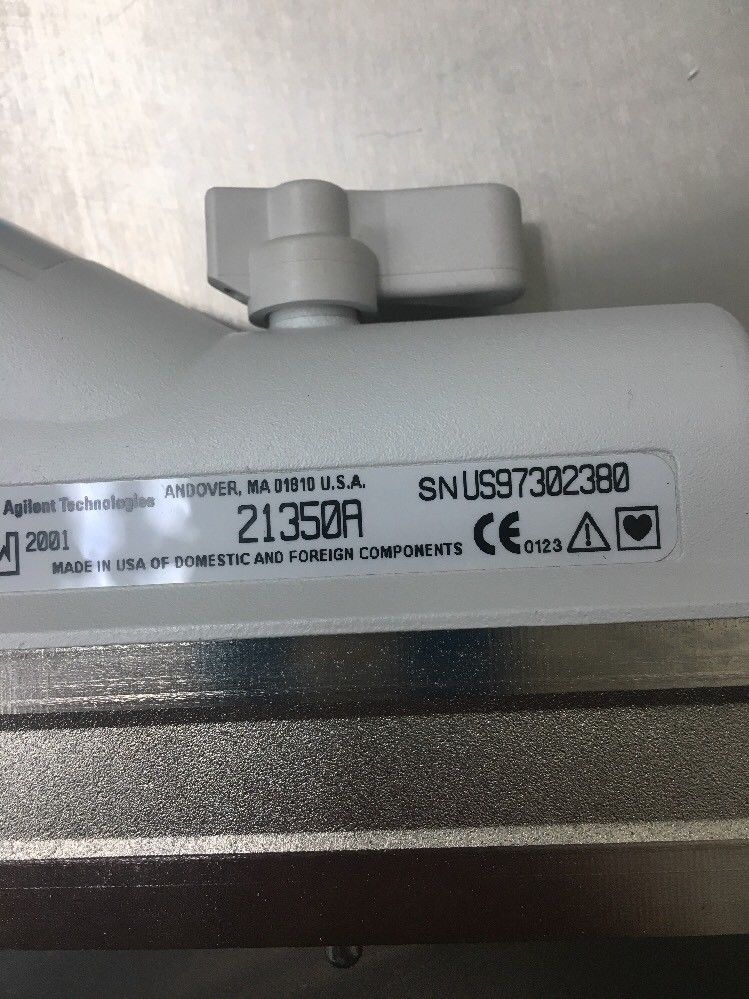 Agilent Technologies ANDOVER, MA 01810 U.S.A. SN US97302380
2001 21350A
MADE IN USA OF DOMESTIC AND FOREIGN COMPONENTS CE 0123